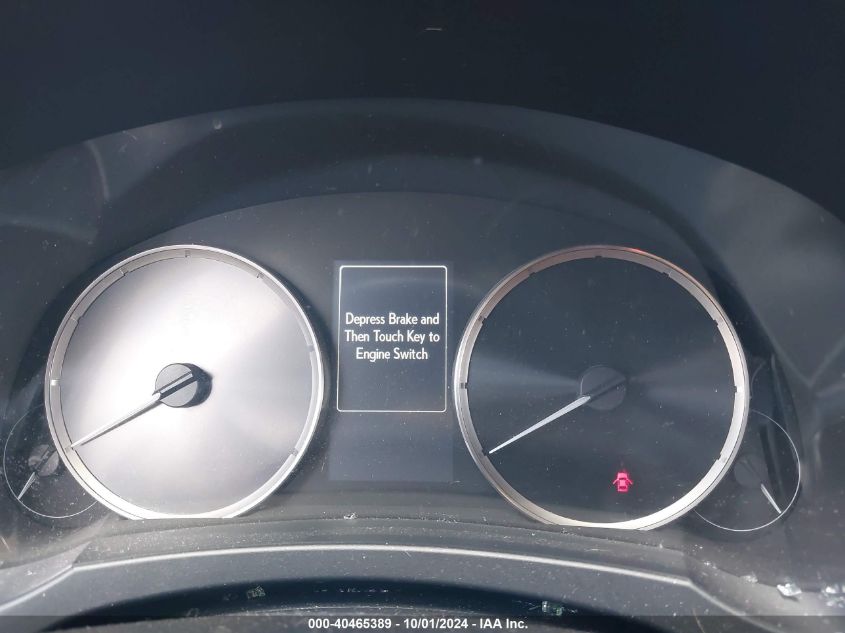 Depress Brake and
Then Touch Key to
Engine Switch
000-40465389 - 10/01/2024 - IAA Inc.